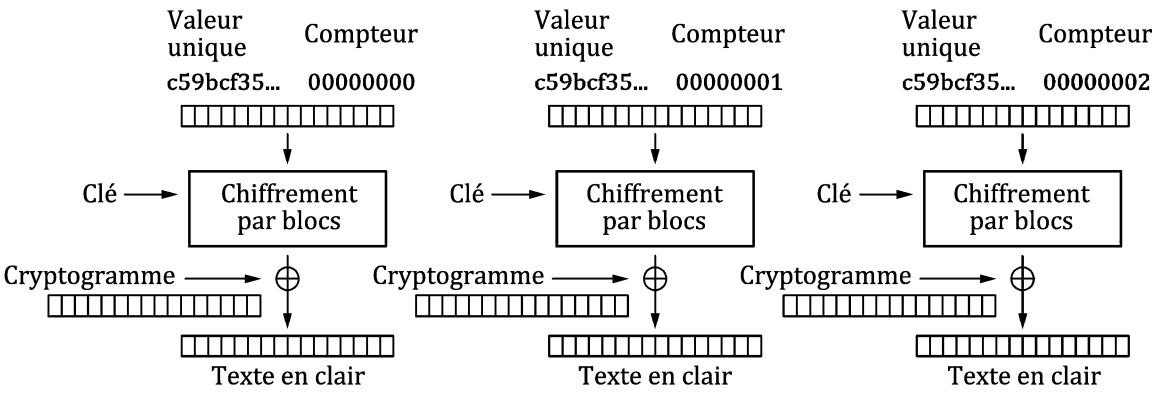 Valeur
unique
Compteur
c59bcf35... 00000000
Clé
Chiffrement
par blocs
Cryptogramme
Texte en clair
Valeur
unique
Compteur
c59bcf35... 00000001
Clé
Chiffrement
par blocs
Cryptogramme
Texte en clair
Valeur
unique
Compteur
c59bcf35... 00000002
Clé
Chiffrement
par blocs
Cryptogramme
Texte en clair